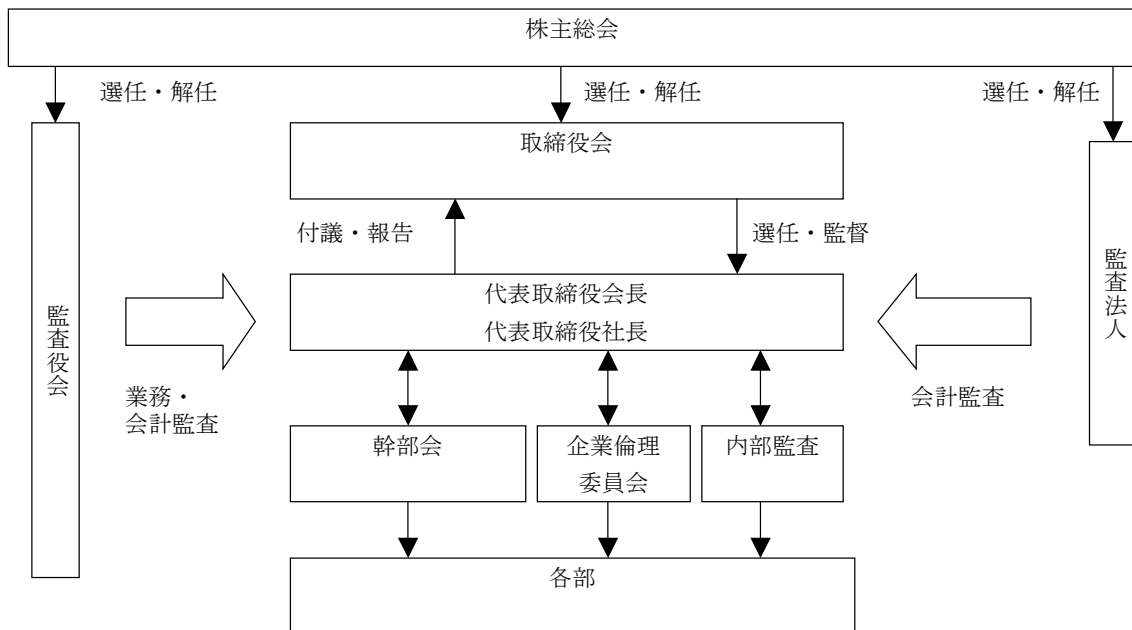 株主総会
選任・解任
選任・解任
選任・解任
取締役会
付議・報告
選任・監督
監査役会
代表取締役会長
代表取締役社長
監査法人
業務・
会計監査
会計監査
幹部会
企業倫理
委員会
内部監査
各部